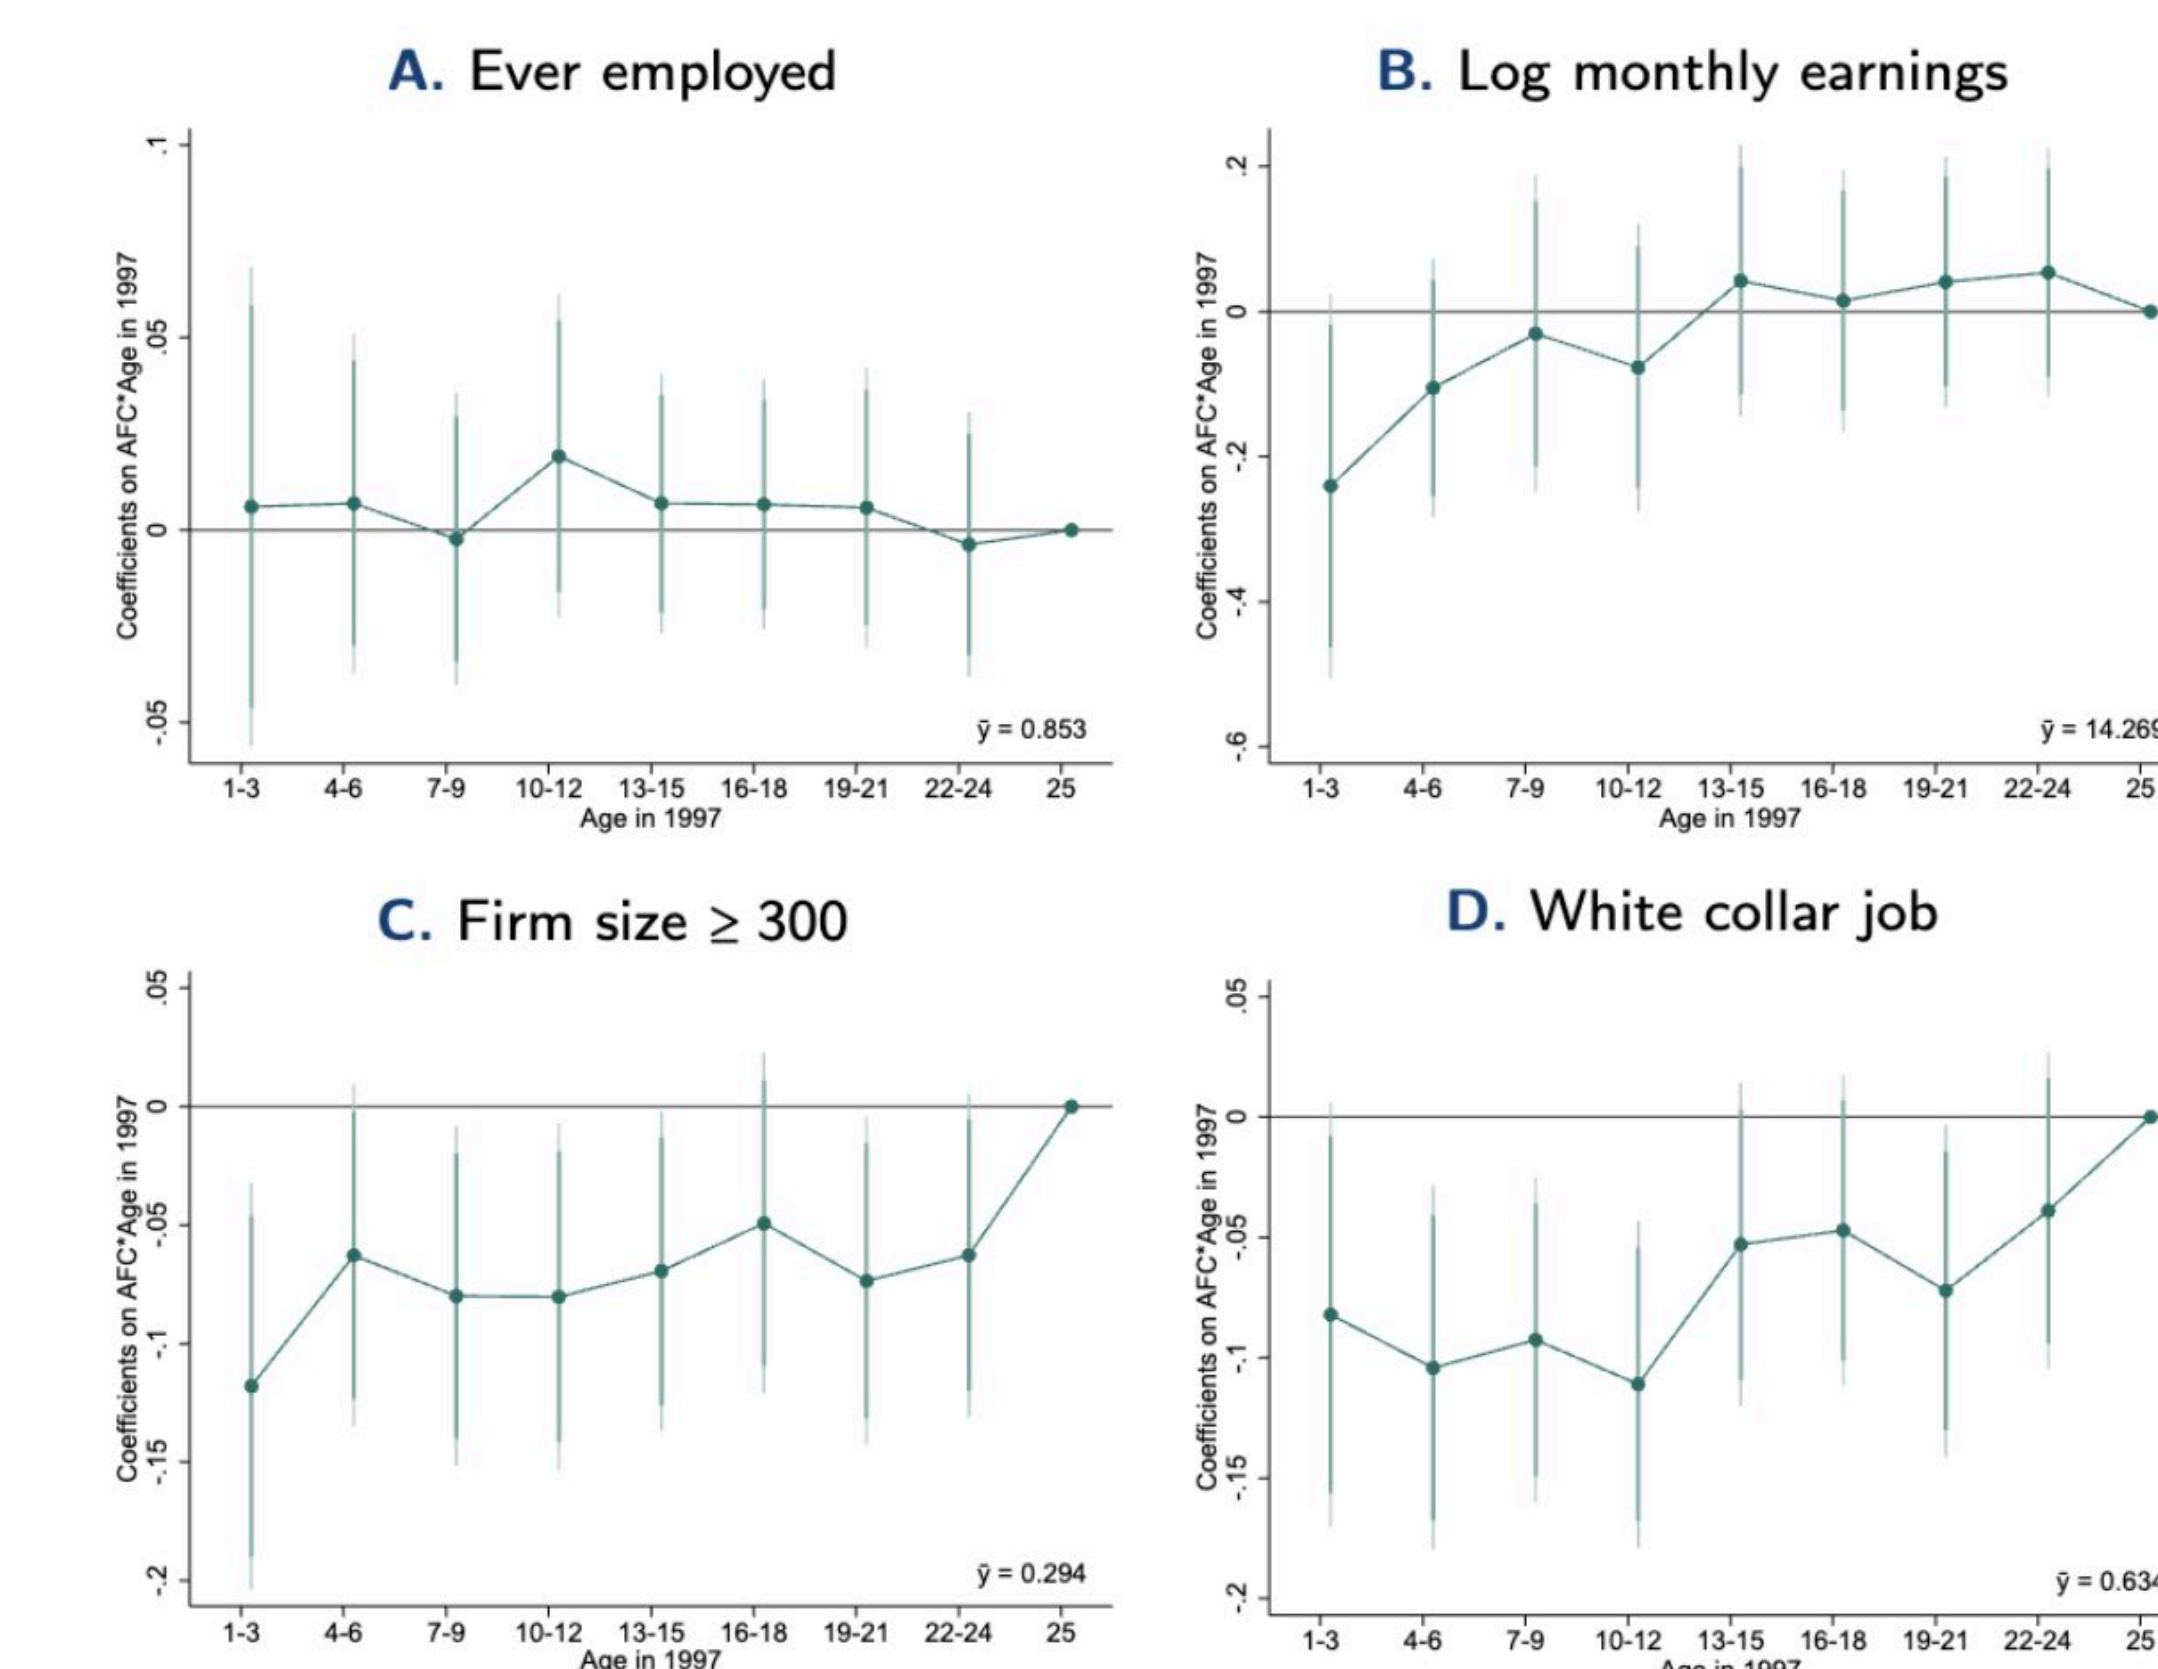 A. Ever employed
Coefficients on AFC*Age in 1997
.1
.05
0
-.05
ȳ = 0.853
1-3 4-6 7-9 10-12 13-15 16-18 19-21 22-24 25
Age in 1997
B. Log monthly earnings
Coefficients on AFC*Age in 1997
.2
0
-.2
-.4
-.6
ȳ = 14.269
1-3 4-6 7-9 10-12 13-15 16-18 19-21 22-24 25
Age in 1997
C. Firm size ≥ 300
Coefficients on AFC*Age in 1997
.05
0
-.05
-.1
-.15
-.2
ȳ = 0.294
1-3 4-6 7-9 10-12 13-15 16-18 19-21 22-24 25
Age in 1997
D. White collar job
Coefficients on AFC*Age in 1997
.05
0
-.05
-.1
-.15
-.2
ȳ = 0.634
1-3 4-6 7-9 10-12 13-15 16-18 19-21 22-24 25
Age in 1997